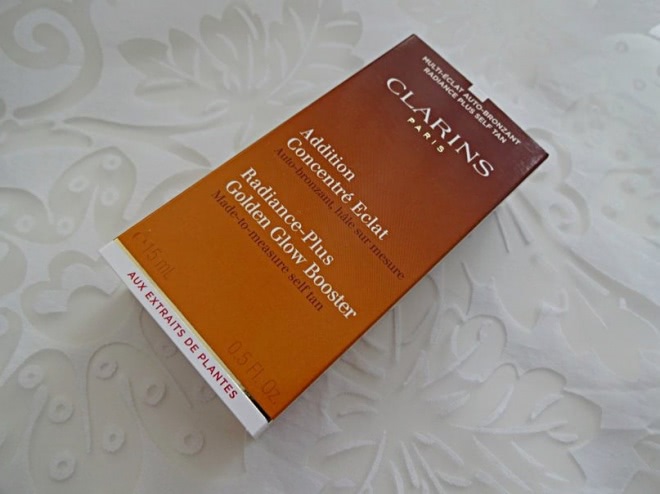 MULTI-ÉCLAT AUTO-BRONZANT
RADIANCE PLUS SELF TAN
CLARINS
PARIS
Addition
Concentré Eclat
Auto-bronzant, hâle sur mesure
Radiance-Plus
Golden Glow Booster
Made-to-measure self tan
15 mL
0.5 Fl. Oz.
AUX EXTRAITS DE PLANTES